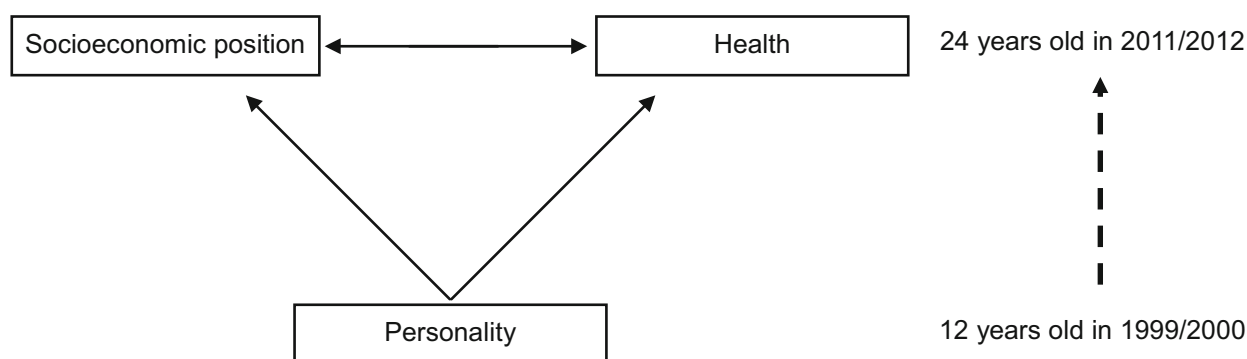 Socioeconomic position
Health
24 years old in 2011/2012
Personality
12 years old in 1999/2000